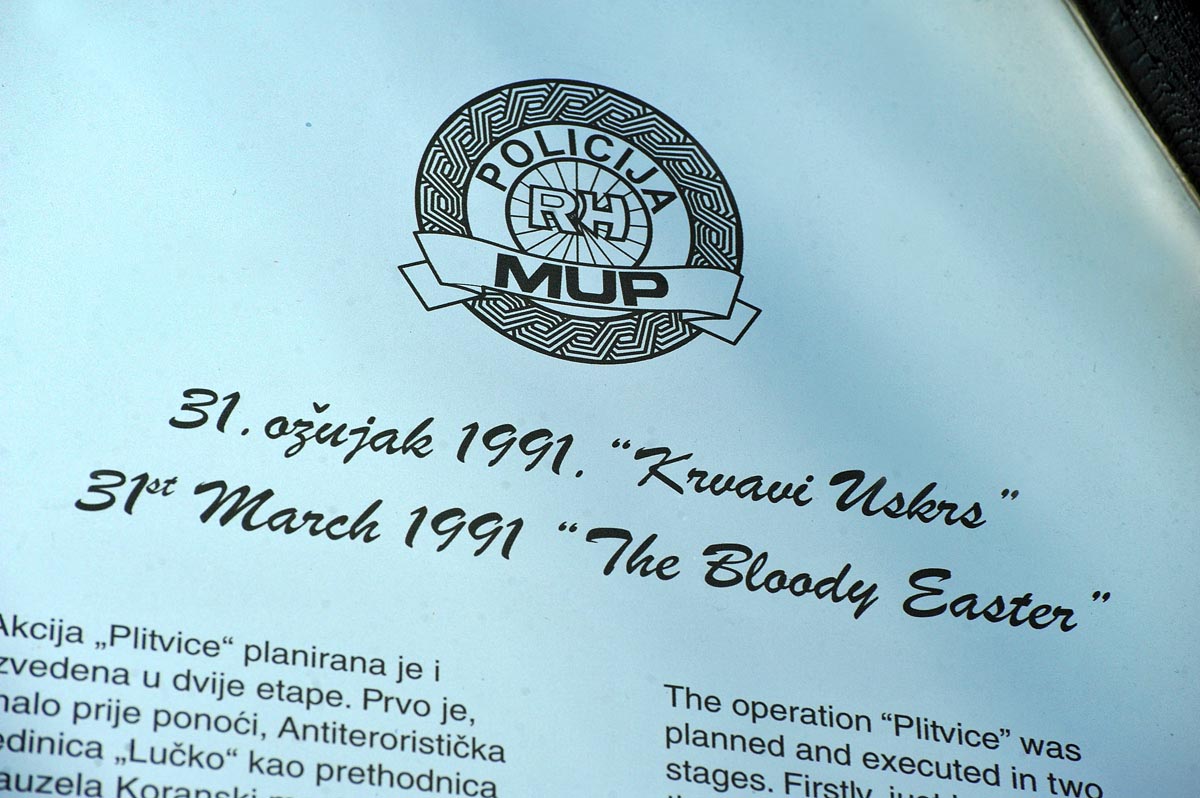 POLICIJA
RH
MUP
31. ožujak 1991. “Krvavi Uskrs”
31st March 1991 “The Bloody Easter”
Akcija „Plitvice“ planirana je i
zvedena u dvije etape. Prvo je,
malo prije ponoći, Antiteroristička
edinica „Lučko“ kao prethodnica
auzela Koranski
The operation “Plitvice” was
planned and executed in two
stages. Firstly,